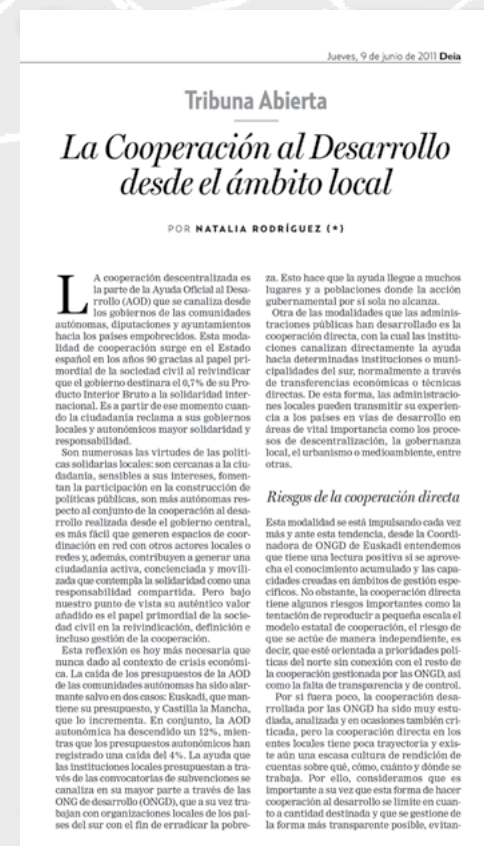 Jueves, 9 de junio de 2011 Deia
Tribuna Abierta
La Cooperación al Desarrollo
desde el ámbito local
POR NATALIA RODRÍGUEZ (*)
LA cooperación descentralizada es
la parte de la Ayuda Oficial al Desa-
rrollo (AOD) que se canaliza desde
los gobiernos de las comunidades
autónomas, diputaciones y ayuntamientos
hacia los países empobrecidos. Esta moda-
lidad de cooperación surge en el Estado
español en los años 90 gracias al papel pri-
mordial de la sociedad civil al reivindicar
que el gobierno destinara el 0,7% de su Pro-
ducto Interior Bruto a la solidaridad inter-
nacional. Es a partir de ese momento cuan-
do la ciudadanía reclama a sus gobiernos
locales y autonómicos mayor solidaridad y
responsabilidad.
Son numerosas las virtudes de las políti-
cas solidarias locales: son cercanas a la ciu-
dadanía, sensibles a sus intereses, fomen-
tan la participación en la construcción de
políticas públicas, son más autónomas res-
pecto al conjunto de la cooperación al desa-
rrollo realizada desde el gobierno central,
es más fácil que generen espacios de coor-
dinación en red con otros actores locales o
redes y, además, contribuyen a generar una
ciudadanía activa, concienciada y movili-
zada que contempla la solidaridad como una
responsabilidad compartida. Pero bajo
nuestro punto de vista su auténtico valor
añadido es el papel primordial de la socie-
dad civil en la reivindicación, definición e
incluso gestión de la cooperación.
Esta reflexión es hoy más necesaria que
nunca dado al contexto de crisis económi-
ca. La caída de los presupuestos de la AOD
de las comunidades autónomas ha sido alar-
mante salvo en dos casos: Euskadi, que man-
tiene su presupuesto, y Castilla la Mancha,
que lo incrementa. En conjunto, la AOD
autonómica ha descendido un 12%, mien-
tras que los presupuestos autonómicos han
registrado una caída del 4%. La ayuda que
las instituciones locales presupuestan a tra-
vés de las convocatorias de subvenciones se
canaliza en su mayor parte a través de las
ONG de desarrollo (ONGD), que a su vez tra-
bajan con organizaciones locales de los paí-
ses del sur con el fin de erradicar la pobre-
za. Esto hace que la ayuda llegue a muchos
lugares y a poblaciones donde la acción
gubernamental por sí sola no alcanza.
Otra de las modalidades que las adminis-
traciones públicas han desarrollado es la
cooperación directa, con la cual las institu-
ciones canalizan directamente la ayuda
hacia determinadas instituciones o muni-
cipalidades del sur, normalmente a través
de transferencias económicas o técnicas
directas. De esta forma, las administracio-
nes locales pueden transmitir su experien-
cia a los países en vías de desarrollo en
áreas de vital importancia como los proce-
sos de descentralización, la gobernanza
local, el urbanismo o medioambiente, entre
otras.
Riesgos de la cooperación directa
Esta modalidad se está impulsando cada vez
más y ante esta tendencia, desde la Coordi-
nadora de ONGD de Euskadi entendemos
que tiene una lectura positiva si se aprove-
cha el conocimiento acumulado y las capa-
cidades creadas en ámbitos de gestión espe-
cíficos. No obstante, la cooperación directa
tiene algunos riesgos importantes como la
tentación de reproducir a pequeña escala el
modelo estatal de cooperación, el riesgo de
que se actúe de manera independiente, es
decir, que esté orientada a prioridades polí-
ticas del norte sin conexión con el resto de
la cooperación gestionada por las ONGD, así
como la falta de transparencia y de control.
Por si fuera poco, la cooperación desa-
rrollada por las ONGD ha sido muy estu-
diada, analizada y en ocasiones también cri-
ticada, pero la cooperación directa en los
entes locales tiene poca trayectoria y exis-
te aún una escasa cultura de rendición de
cuentas sobre qué, cómo, cuánto y dónde se
trabaja. Por ello, consideramos que es
importante a su vez que esta forma de hacer
cooperación al desarrollo se limite en cuan-
to a cantidad destinada y que se gestione de
la forma más transparente posible, evitan-